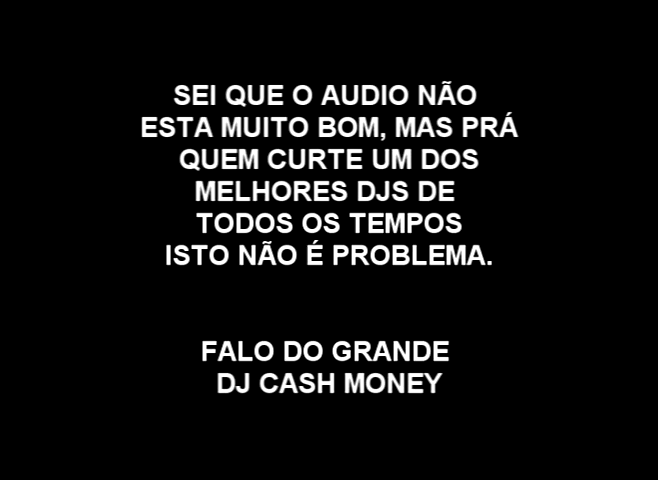 SEI QUE O AUDIO NÃO
ESTA MUITO BOM, MAS PRÁ
QUEM CURTE UM DOS
MELHORES DJS DE
TODOS OS TEMPOS
ISTO NÃO É PROBLEMA.
FALO DO GRANDE
DJ CASH MONEY